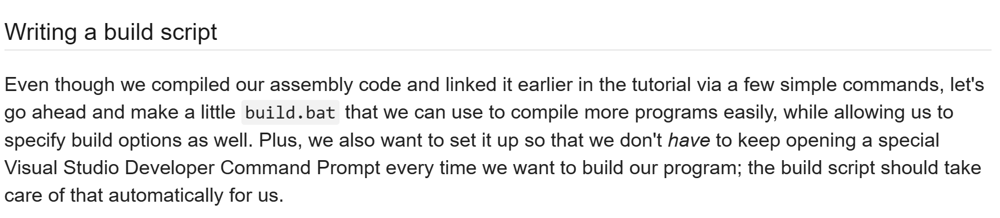 Writing a build script
Even though we compiled our assembly code and linked it earlier in the tutorial via a few simple commands, let's
go ahead and make a little build.bat that we can use to compile more programs easily, while allowing us to
specify build options as well. Plus, we also want to set it up so that we don't have to keep opening a special
Visual Studio Developer Command Prompt every time we want to build our program; the build script should take
care of that automatically for us.